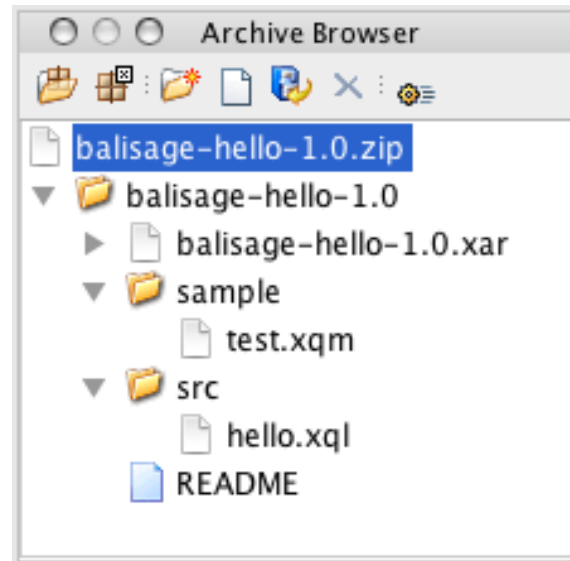 Archive Browser
balisage-hello-1.0.zip
balisage-hello-1.0
balisage-hello-1.0.xar
sample
test.xqm
src
hello.xql
README